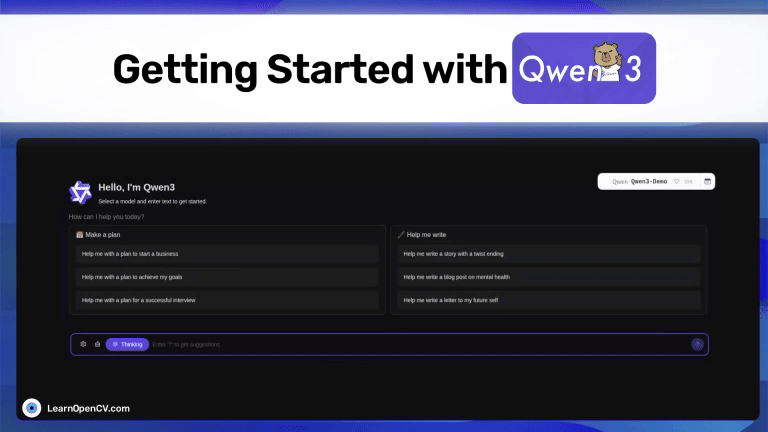 Getting Started with Qwen 3
Hello, I'm Qwen3
Select a model and enter text to get started.
Qwen Qwen3-Demo
How can I help you today?
Make a plan
Help me with a plan to start a business
Help me with a plan to achieve my goals
Help me with a plan for a successful interview
Help me write
Help me write a story with a twist ending
Help me write a blog post on mental health
Help me write a letter to my future self
Thinking
Enter "/" to get suggestions
LearnOpenCV.com